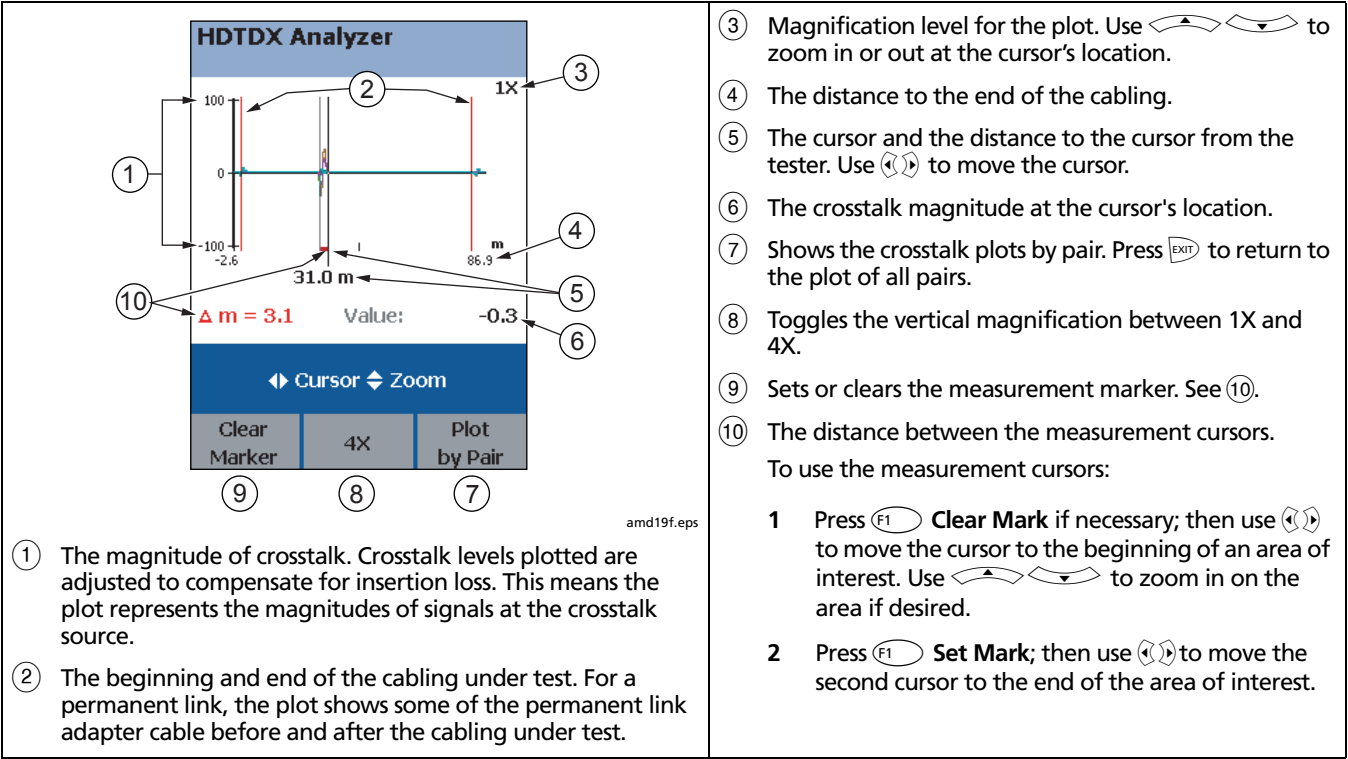 HDTDX Analyzer
1X
100
0
-100
-2.6
m
86.9
31.0 m
Δ m = 3.1 Value: -0.3
Cursor Zoom
Clear Marker
4X
Plot by Pair
1
2
3
4
5
6
10
9
8
7
amd19f.eps
1 The magnitude of crosstalk. Crosstalk levels plotted are
adjusted to compensate for insertion loss. This means the
plot represents the magnitudes of signals at the crosstalk
source.
2 The beginning and end of the cabling under test. For a
permanent link, the plot shows some of the permanent link
adapter cable before and after the cabling under test.
3 Magnification level for the plot. Use to
zoom in or out at the cursor’s location.
4 The distance to the end of the cabling.
5 The cursor and the distance to the cursor from the
tester. Use to move the cursor.
6 The crosstalk magnitude at the cursor's location.
7 Shows the crosstalk plots by pair. Press EXIT to return to
the plot of all pairs.
8 Toggles the vertical magnification between 1X and
4X.
9 Sets or clears the measurement marker. See 10.
10 The distance between the measurement cursors.
To use the measurement cursors:
1 Press F1 Clear Mark if necessary; then use
to move the cursor to the beginning of an area of
interest. Use to zoom in on the
area if desired.
2 Press F1 Set Mark; then use to move the
second cursor to the end of the area of interest.